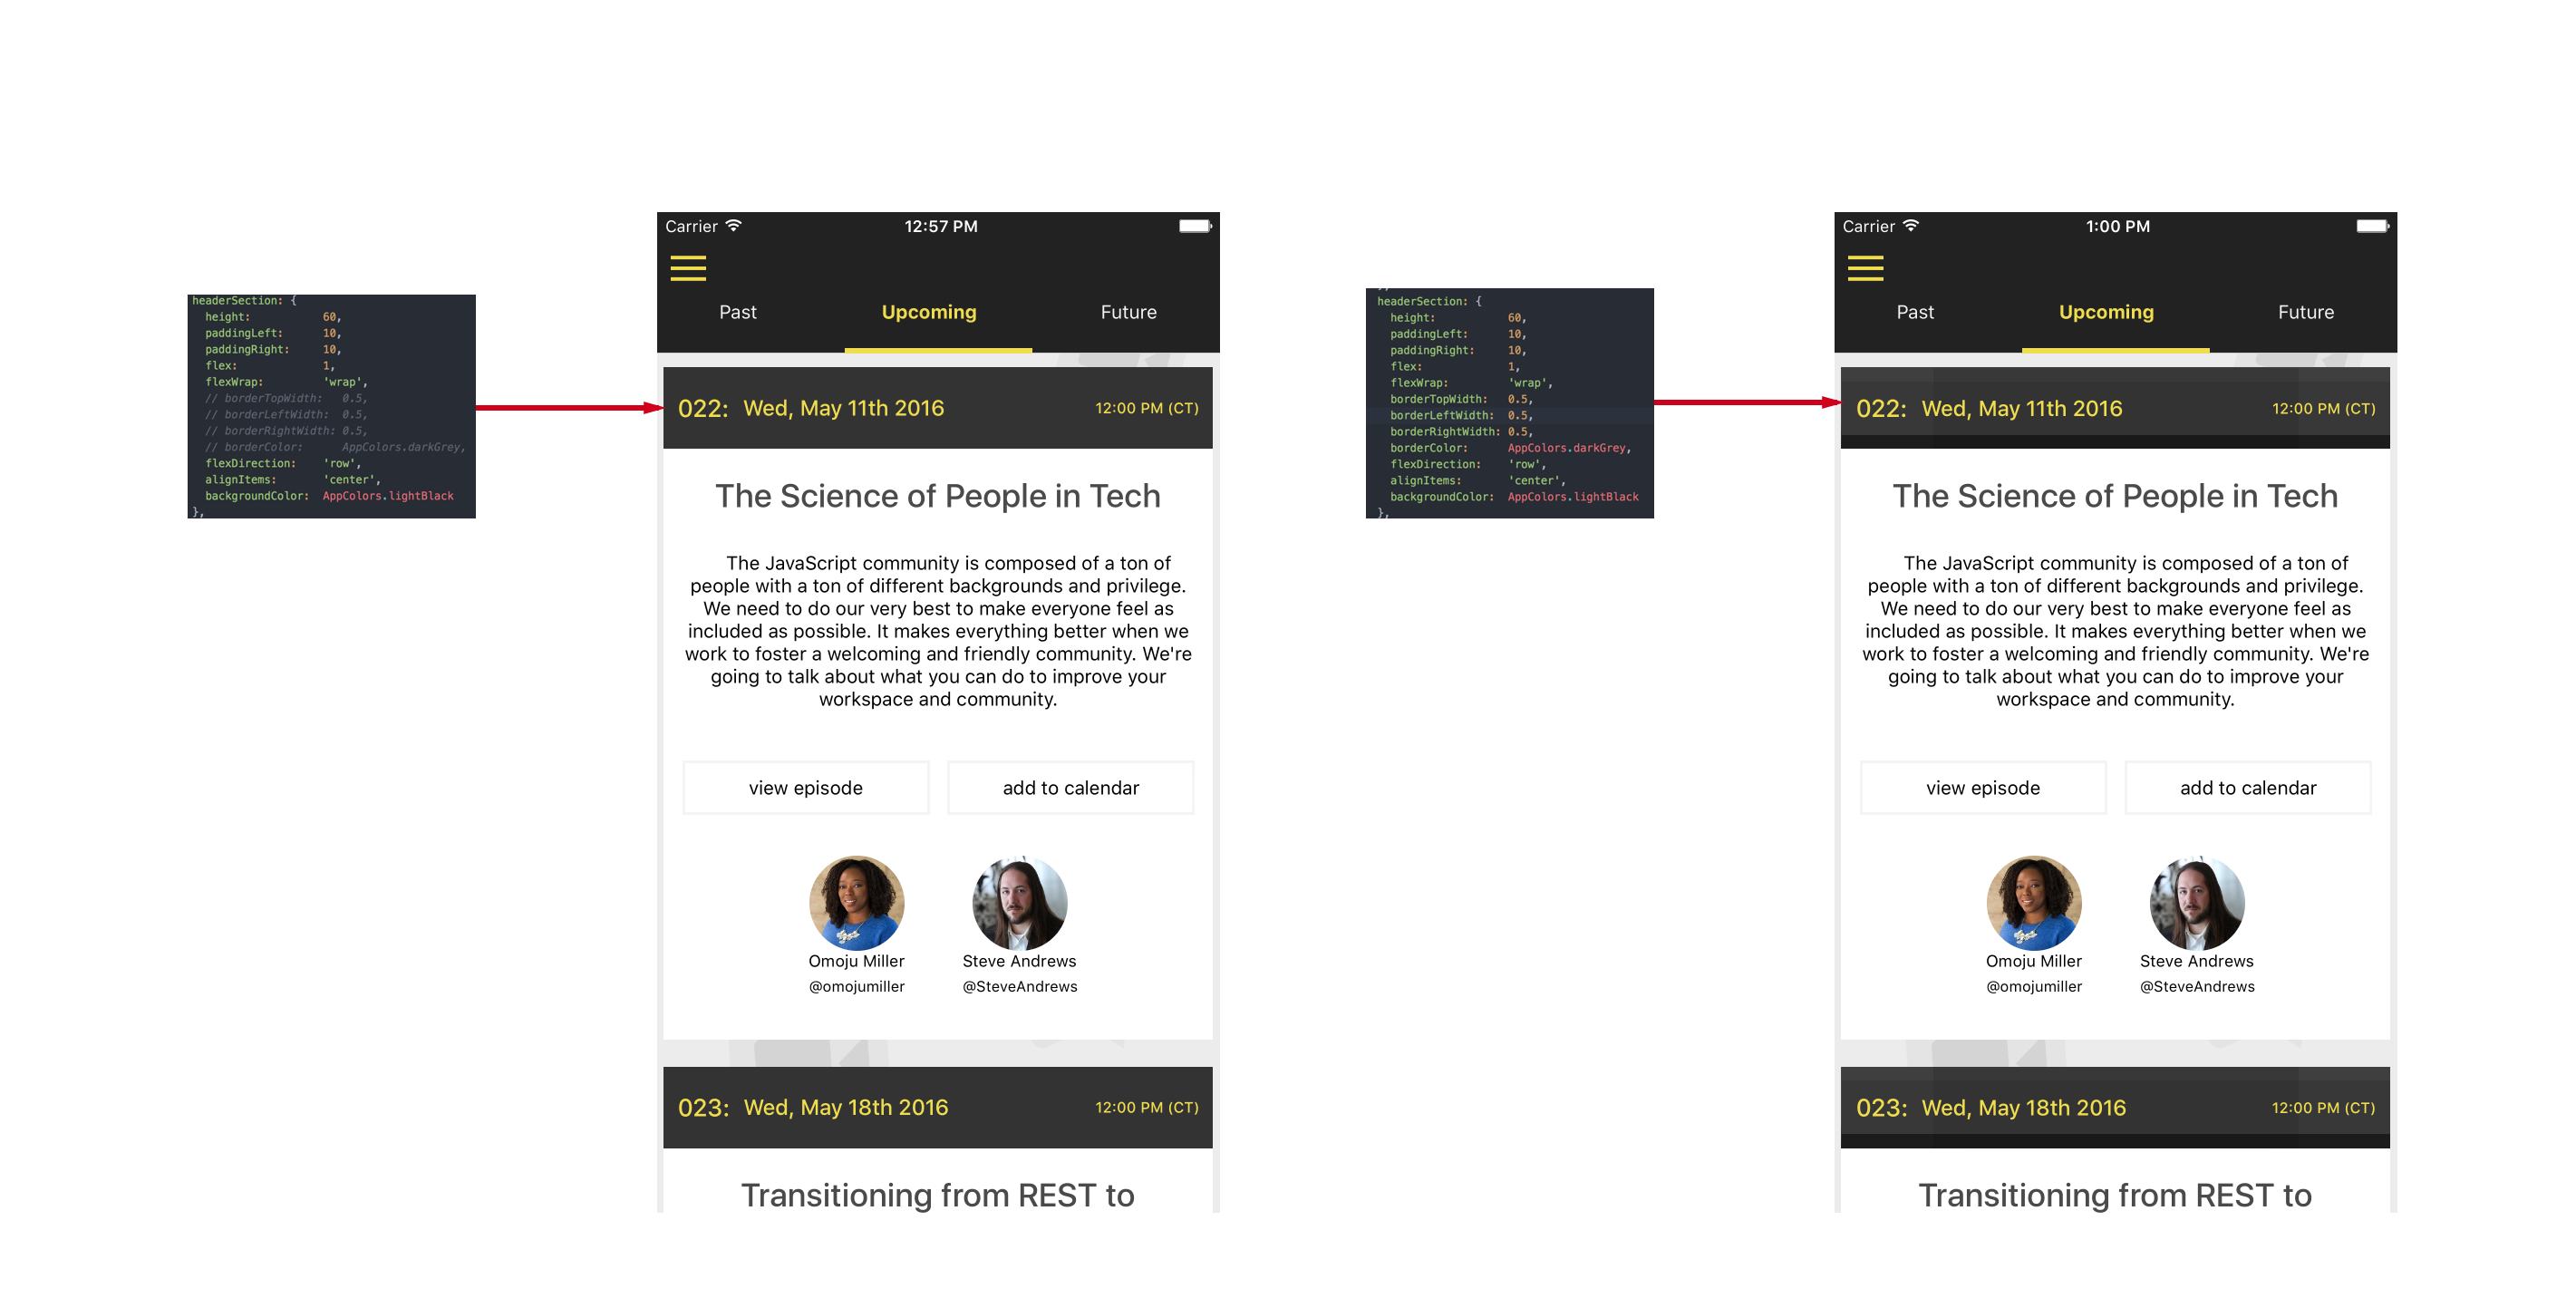 headerSection: {
height: 60,
paddingLeft: 10,
paddingRight: 10,
flex: 1,
flexWrap: 'wrap',
// borderTopWidth: 0.5,
// borderLeftWidth: 0.5,
// borderRightWidth: 0.5,
// borderColor: AppColors.darkGrey,
flexDirection: 'row',
alignItems: 'center',
backgroundColor: AppColors.lightBlack
},
Carrier 12:57 PM
Past Upcoming Future
022: Wed, May 11th 2016 12:00 PM (CT)
The Science of People in Tech
The JavaScript community is composed of a ton of
people with a ton of different backgrounds and privilege.
We need to do our very best to make everyone feel as
included as possible. It makes everything better when we
work to foster a welcoming and friendly community. We're
going to talk about what you can do to improve your
workspace and community.
view episode add to calendar
Omoju Miller Steve Andrews
@omojumiller @SteveAndrews
023: Wed, May 18th 2016 12:00 PM (CT)
Transitioning from REST to
},
headerSection: {
height: 60,
paddingLeft: 10,
paddingRight: 10,
flex: 1,
flexWrap: 'wrap',
borderTopWidth: 0.5,
borderLeftWidth: 0.5,
borderRightWidth: 0.5,
borderColor: AppColors.darkGrey,
flexDirection: 'row',
alignItems: 'center',
backgroundColor: AppColors.lightBlack
},
Carrier 1:00 PM
Past Upcoming Future
022: Wed, May 11th 2016 12:00 PM (CT)
The Science of People in Tech
The JavaScript community is composed of a ton of
people with a ton of different backgrounds and privilege.
We need to do our very best to make everyone feel as
included as possible. It makes everything better when we
work to foster a welcoming and friendly community. We're
going to talk about what you can do to improve your
workspace and community.
view episode add to calendar
Omoju Miller Steve Andrews
@omojumiller @SteveAndrews
023: Wed, May 18th 2016 12:00 PM (CT)
Transitioning from REST to